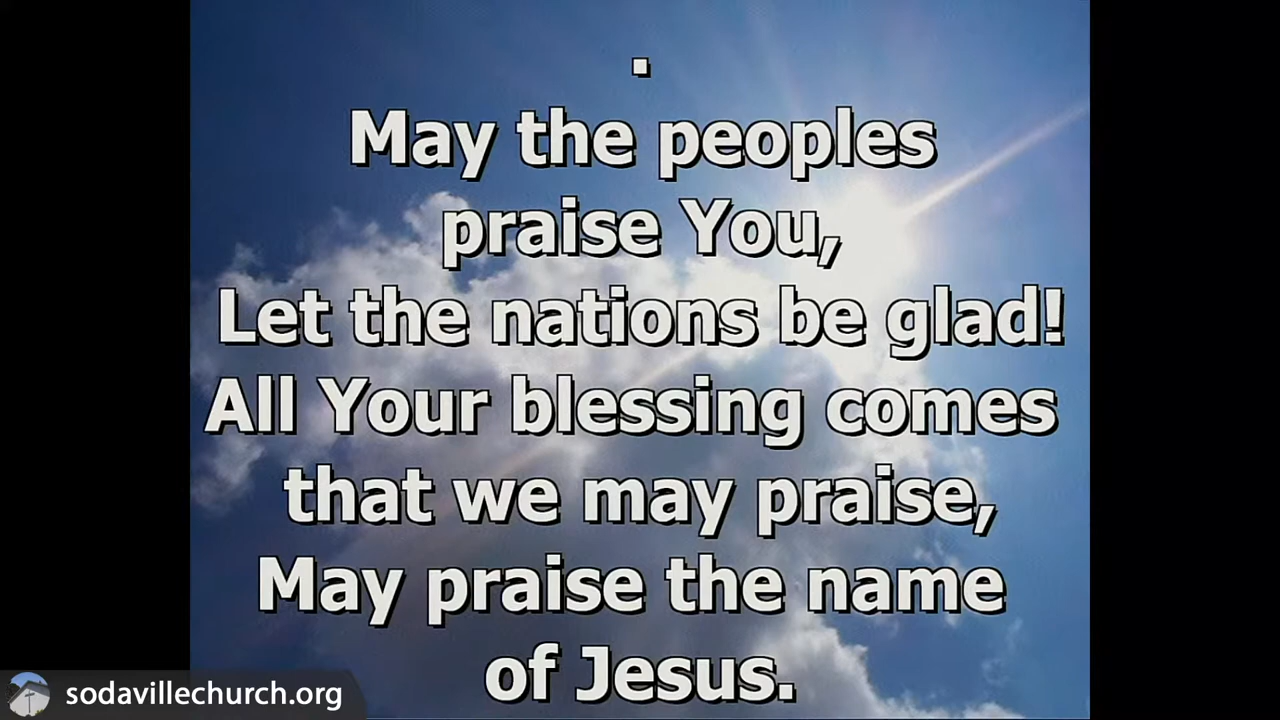 .
May the peoples
praise You,
Let the nations be glad!
All Your blessing comes
that we may praise,
May praise the name
of Jesus.
sodavillechurch.org